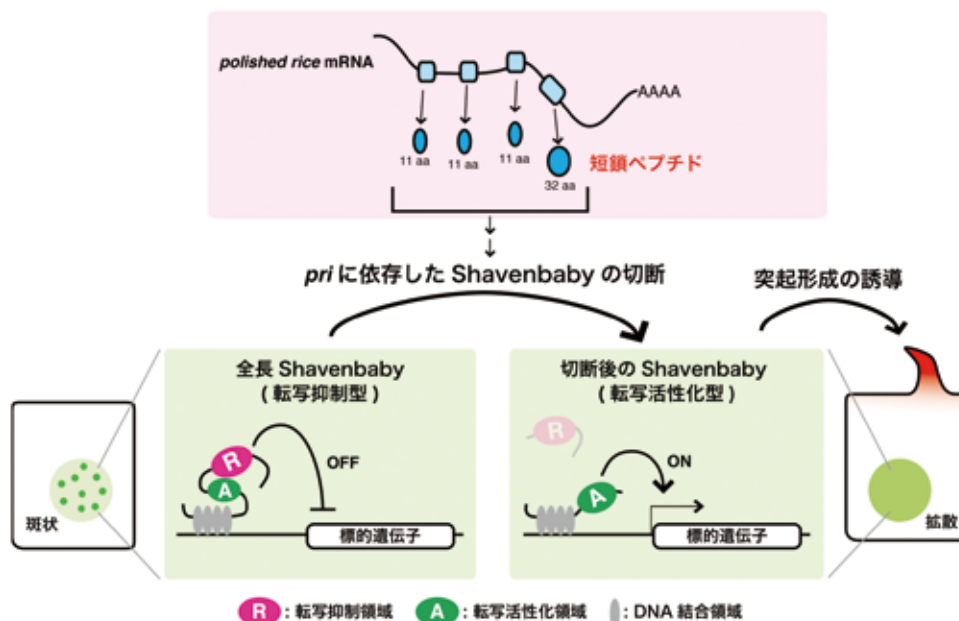 polished rice mRNA
AAAA
11 aa
11 aa
11 aa
32 aa
短鎖ペプチド
priに依存した Shavenbaby の切断
突起形成の誘導
全長 Shavenbaby
(転写抑制型)
R
A
OFF
標的遺伝子
斑状
切断後の Shavenbaby
(転写活性化型)
R
A
ON
標的遺伝子
拡散
R : 転写抑制領域 A : 転写活性化領域 : DNA 結合領域